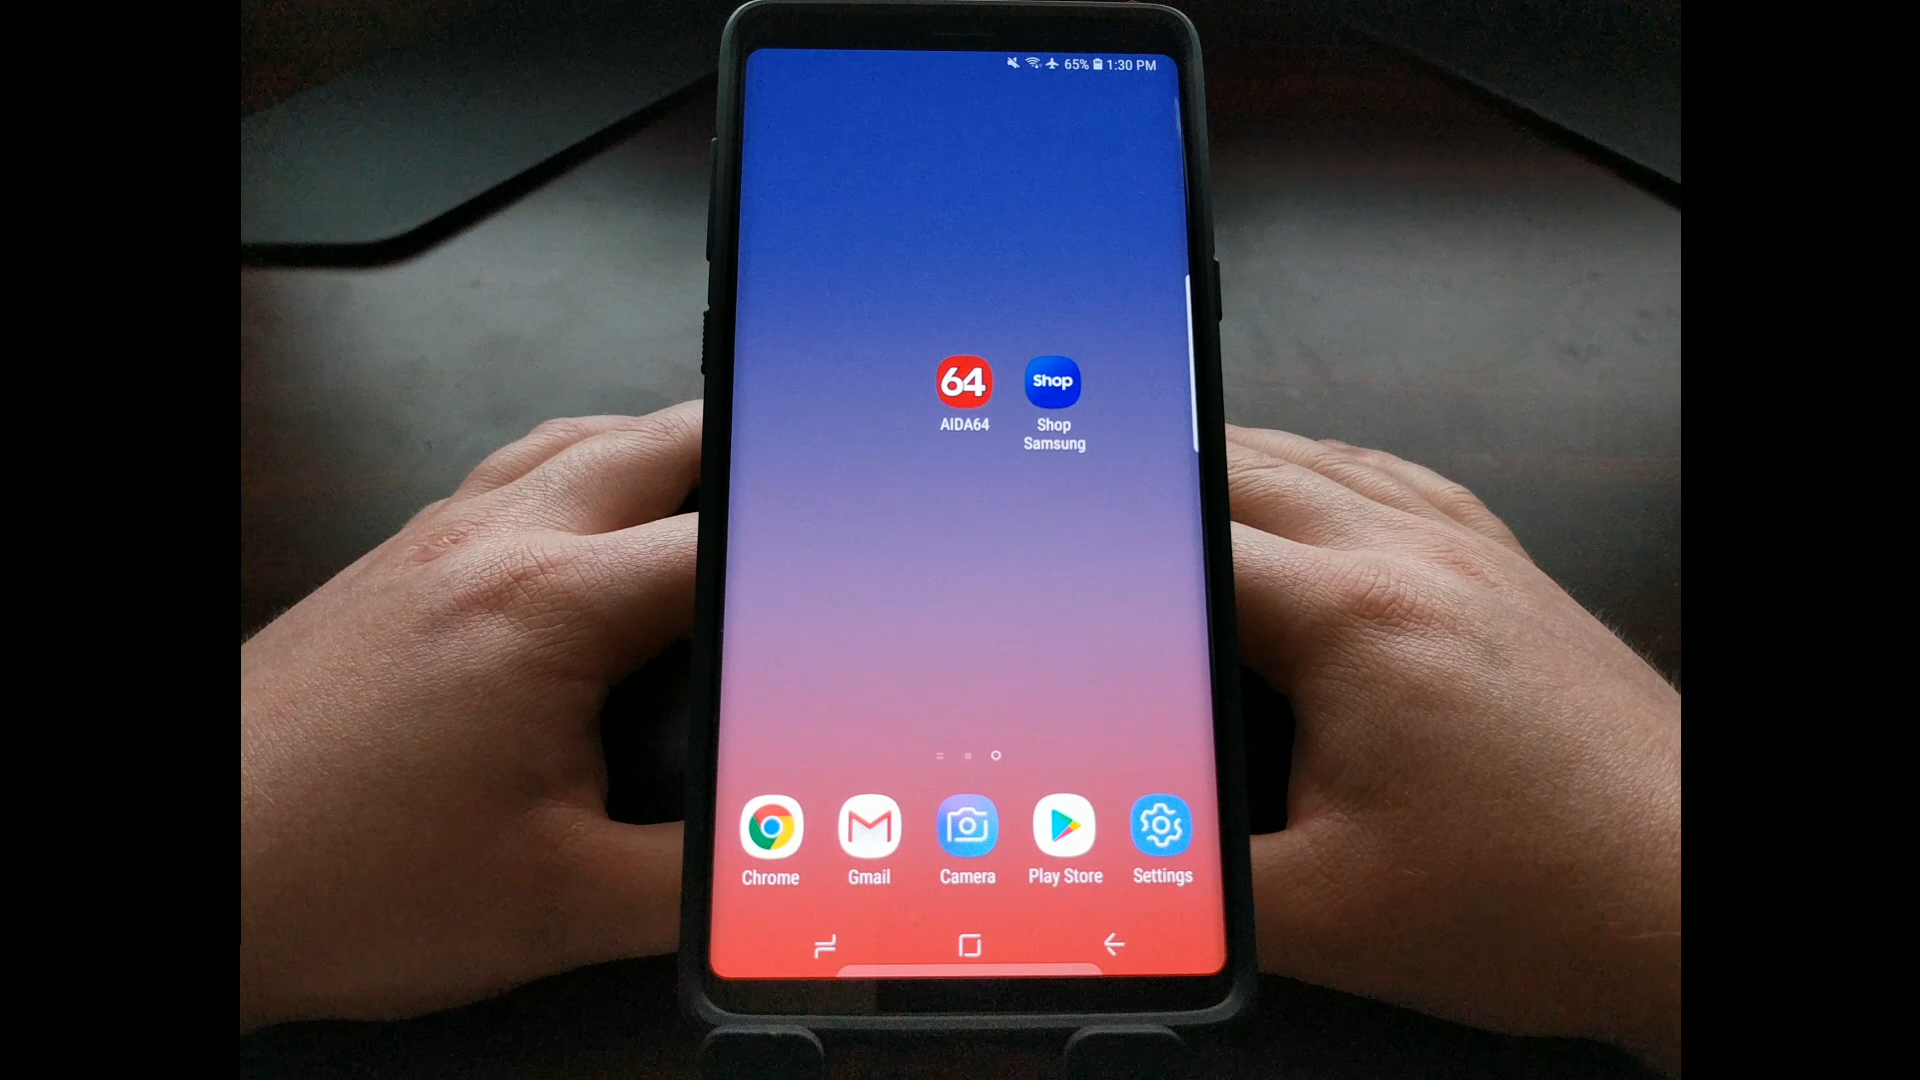 65% 1:30 PM
64 Shop
AIDA64 Shop
Samsung
Chrome Gmail Camera Play Store Settings